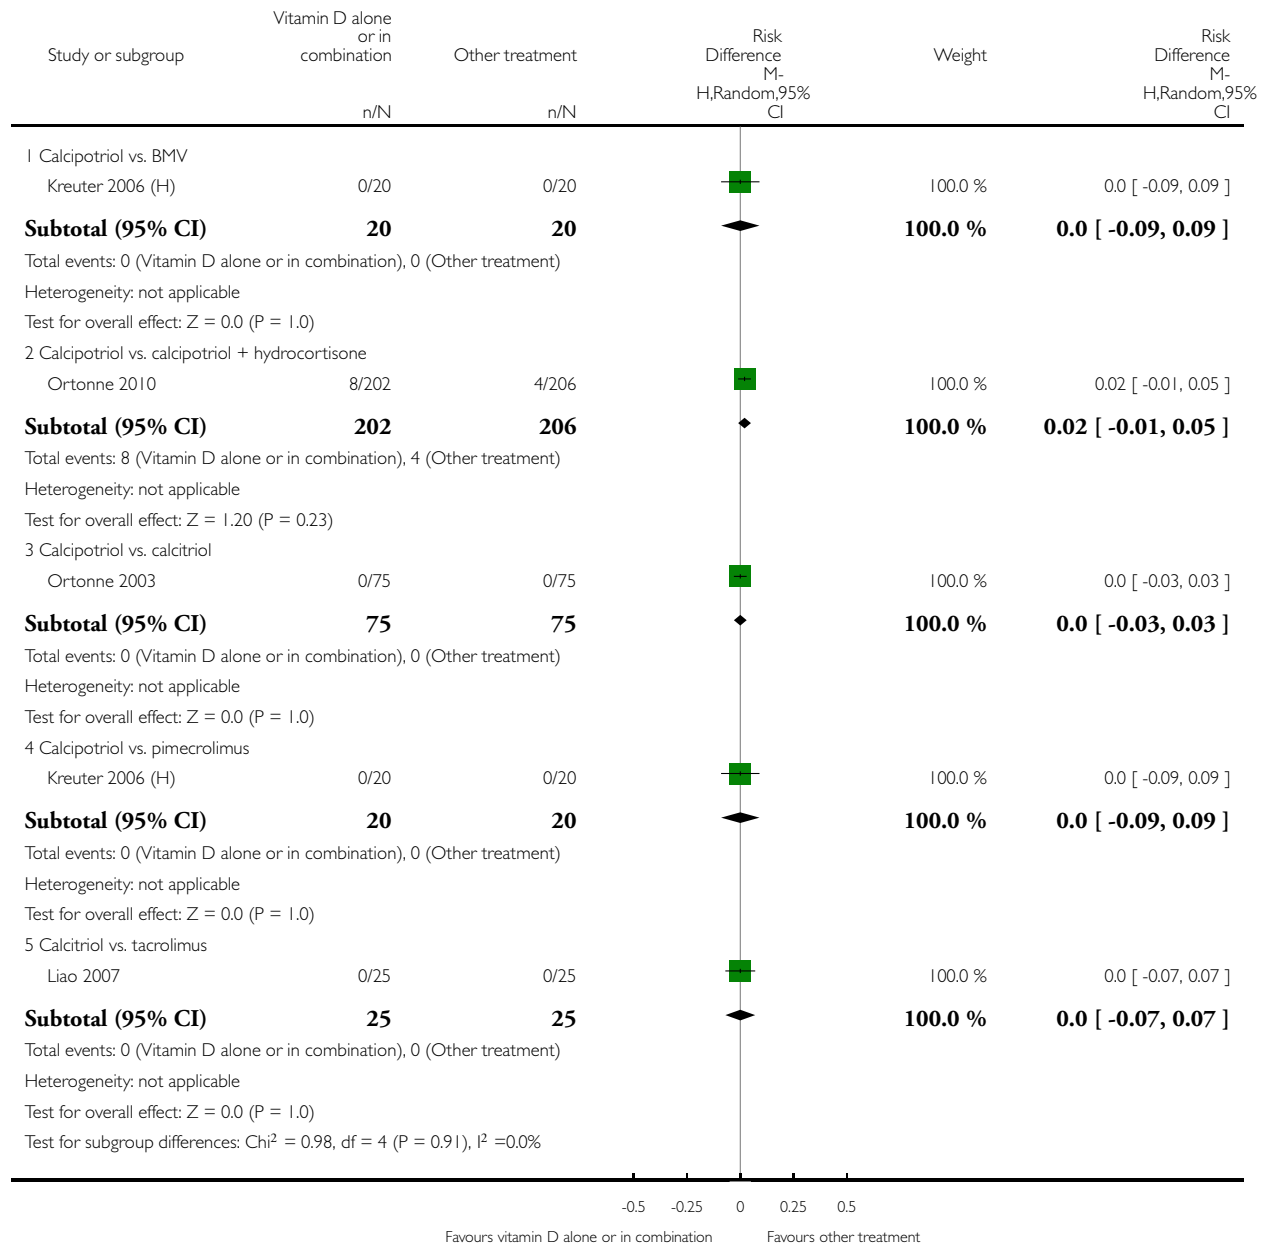 Vitamin D alone
or in
combination
Study or subgroup
Other treatment
Risk
Difference
M-
H,Random,95%
CI
Weight
Risk
Difference
M-
H,Random,95%
CI
n/N n/N
1 Calcipotriol vs. BMV
Kreuter 2006 (H) 0/20 0/20 100.0 % 0.0 [ -0.09, 0.09 ]
Subtotal (95% CI) 20 20 100.0 % 0.0 [ -0.09, 0.09 ]
Total events: 0 (Vitamin D alone or in combination), 0 (Other treatment)
Heterogeneity: not applicable
Test for overall effect: Z = 0.0 (P = 1.0)
2 Calcipotriol vs. calcipotriol + hydrocortisone
Ortonne 2010 8/202 4/206 100.0 % 0.02 [ -0.01, 0.05 ]
Subtotal (95% CI) 202 206 100.0 % 0.02 [ -0.01, 0.05 ]
Total events: 8 (Vitamin D alone or in combination), 4 (Other treatment)
Heterogeneity: not applicable
Test for overall effect: Z = 1.20 (P = 0.23)
3 Calcipotriol vs. calcitriol
Ortonne 2003 0/75 0/75 100.0 % 0.0 [ -0.03, 0.03 ]
Subtotal (95% CI) 75 75 100.0 % 0.0 [ -0.03, 0.03 ]
Total events: 0 (Vitamin D alone or in combination), 0 (Other treatment)
Heterogeneity: not applicable
Test for overall effect: Z = 0.0 (P = 1.0)
4 Calcipotriol vs. pimecrolimus
Kreuter 2006 (H) 0/20 0/20 100.0 % 0.0 [ -0.09, 0.09 ]
Subtotal (95% CI) 20 20 100.0 % 0.0 [ -0.09, 0.09 ]
Total events: 0 (Vitamin D alone or in combination), 0 (Other treatment)
Heterogeneity: not applicable
Test for overall effect: Z = 0.0 (P = 1.0)
5 Calcitriol vs. tacrolimus
Liao 2007 0/25 0/25 100.0 % 0.0 [ -0.07, 0.07 ]
Subtotal (95% CI) 25 25 100.0 % 0.0 [ -0.07, 0.07 ]
Total events: 0 (Vitamin D alone or in combination), 0 (Other treatment)
Heterogeneity: not applicable
Test for overall effect: Z = 0.0 (P = 1.0)
Test for subgroup differences: Chi² = 0.98, df = 4 (P = 0.91), I² =0.0%
-0.5 -0.25 0 0.25 0.5
Favours vitamin D alone or in combination Favours other treatment